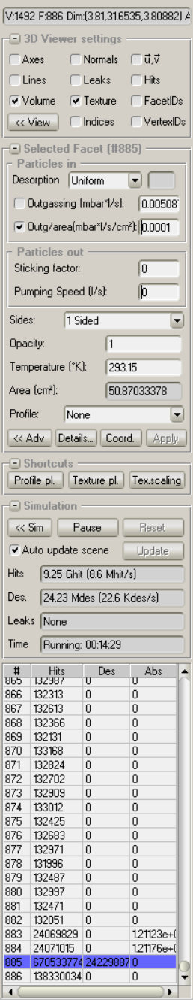 V:1492 F:886 Dim:(3.81,31.6535,3.80882) A
3D Viewer settings
Axes Normals u,v
Lines Leaks Hits
Volume Texture FacetIDs
<< View Indices VertexIDs
Selected Facet (#885)
Particles in
Desorption Uniform
Outgassing (mbar*l/s): 0.00508
Outg/area(mbar*l/s/cm²): 0.0001
Particles out
Sticking factor: 0
Pumping Speed (l/s): 0
Sides: 1 Sided
Opacity: 1
Temperature (°K): 293.15
Area (cm²): 50.87033378
Profile: None
<< Adv Details... Coord. Apply
Shortcuts
Profile pl. Texture pl. Tex.scaling
Simulation
<< Sim Pause Reset
Auto update scene Update
Hits 9.25 Ghit (8.6 Mhit/s)
Des. 24.23 Mdes (22.6 Kdes/s)
Leaks None
Time Running: 00:14:29
# Hits Des Abs
865 132987 0 0
866 132313 0 0
867 132613 0 0
868 132366 0 0
869 132131 0 0
870 133168 0 0
871 132824 0 0
872 132702 0 0
873 132909 0 0
874 133012 0 0
875 132425 0 0
876 132683 0 0
877 132971 0 0
878 131996 0 0
879 132487 0 0
880 132997 0 0
881 132471 0 0
882 132051 0 0
883 24069829 0 1.21123e+0
884 24071015 0 1.21176e+0
885 670533774 24229887 0
886 138330034 0 0